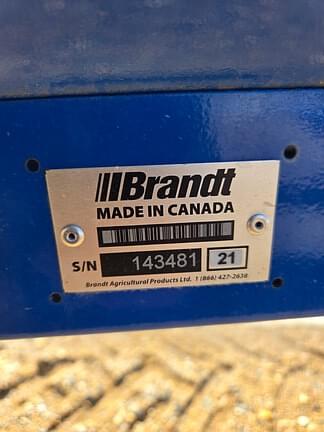 Brandt
MADE IN CANADA
S/N 143481 21
Brandt Agricultural Products Ltd. 1 (866) 427-2638